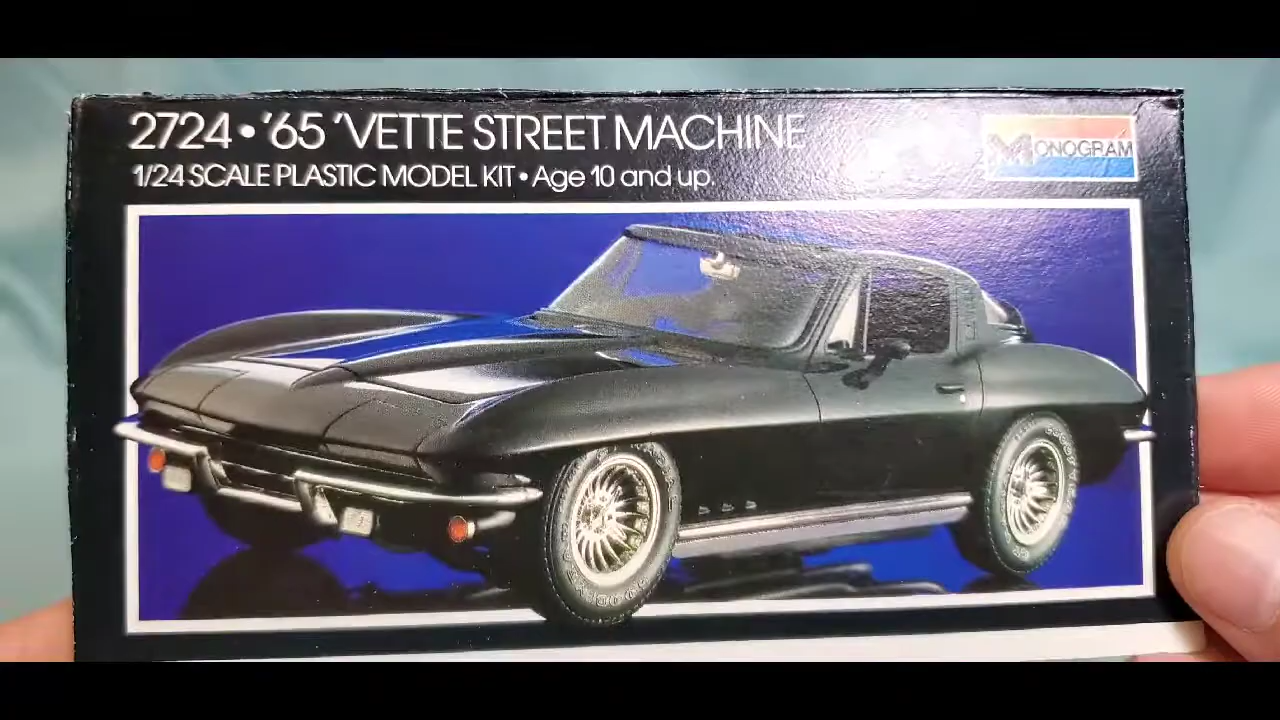 2724 • '65 'VETTE STREET MACHINE
MONOGRAM
1/24 SCALE PLASTIC MODEL KIT • Age 10 and up.